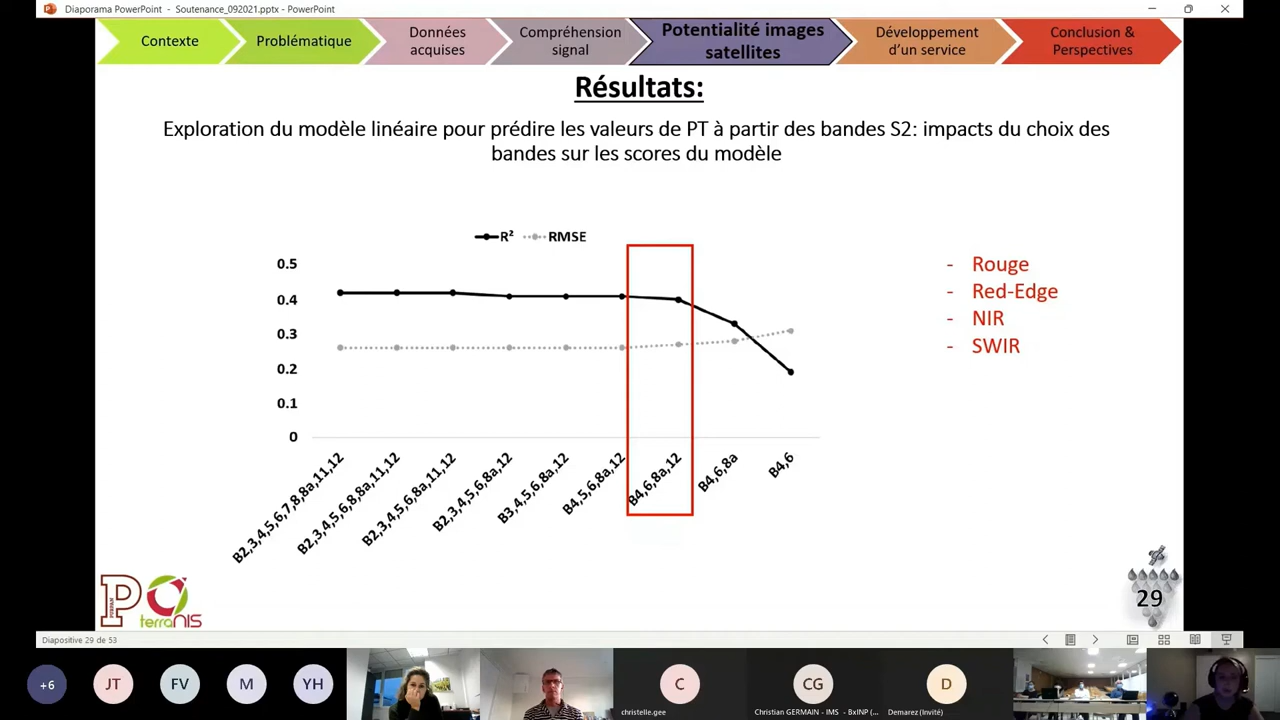 Diaporama PowerPoint - Soutenance_092021.pptx - PowerPoint
Contexte
Problématique
Données
acquises
Compréhension
signal
Potentialité images
satellites
Développement
d'un service
Conclusion &
Perspectives
Résultats:
Exploration du modèle linéaire pour prédire les valeurs de PT à partir des bandes S2: impacts du choix des
bandes sur les scores du modèle
R² RMSE
0.5
0.4
0.3
0.2
0.1
0
B2,3,4,5,6,7,8,8a,11,12
B2,3,4,5,6,8,8a,11,12
B2,3,4,5,6,8a,11,12
B2,3,4,5,6,8a,12
B3,4,5,6,8a,12
B4,5,6,8a,12
B4,6,8a,12
B4,6,8a
B4,6
- Rouge
- Red-Edge
- NIR
- SWIR
P
PURPAN
terraNIS
29
Diapositive 29 de 53
+6
JT
FV
M
YH
C
christelle.gee
CG
Christian GERMAIN - IMS - BxINP (...
D
Demarez (Invité)